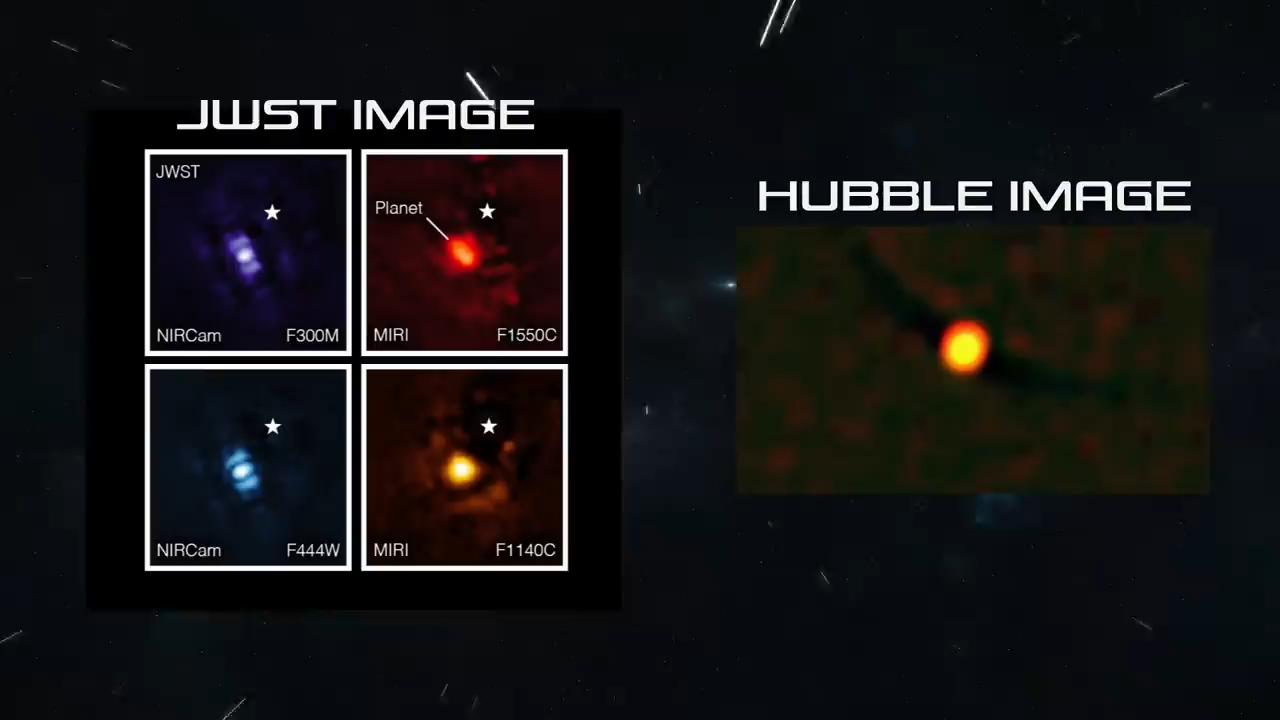 JWST IMAGE
JWST
NIRCam F300M
Planet
MIRI F1550C
NIRCam F444W
MIRI F1140C
HUBBLE IMAGE